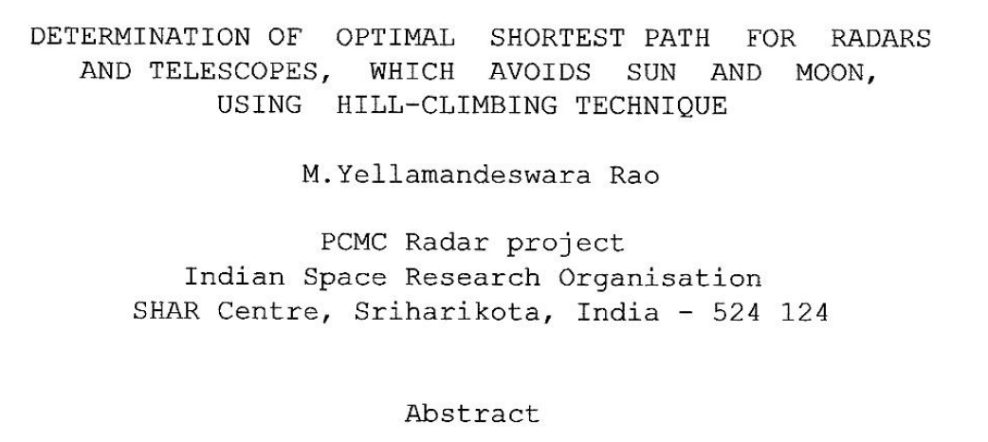 DETERMINATION OF OPTIMAL SHORTEST PATH FOR RADARS
AND TELESCOPES, WHICH AVOIDS SUN AND MOON,
USING HILL-CLIMBING TECHNIQUE
M.Yellamandeswara Rao
PCMC Radar project
Indian Space Research Organisation
SHAR Centre, Sriharikota, India - 524 124
Abstract